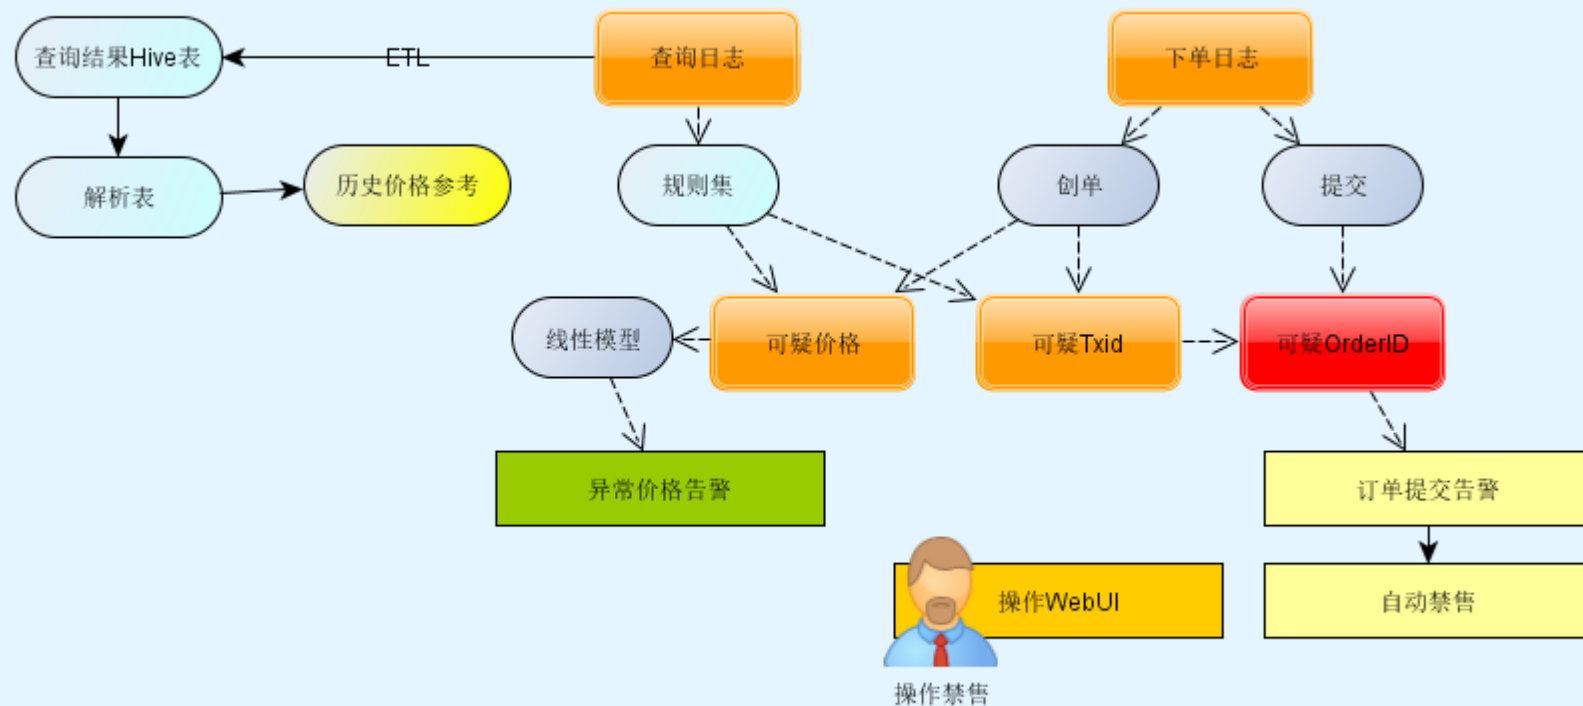 查询结果Hive表
ETL
查询日志
下单日志
解析表
历史价格参考
规则集
创单
提交
线性模型
可疑价格
可疑Txid
可疑OrderID
异常价格告警
订单提交告警
操作WebUI
自动禁售
操作禁售